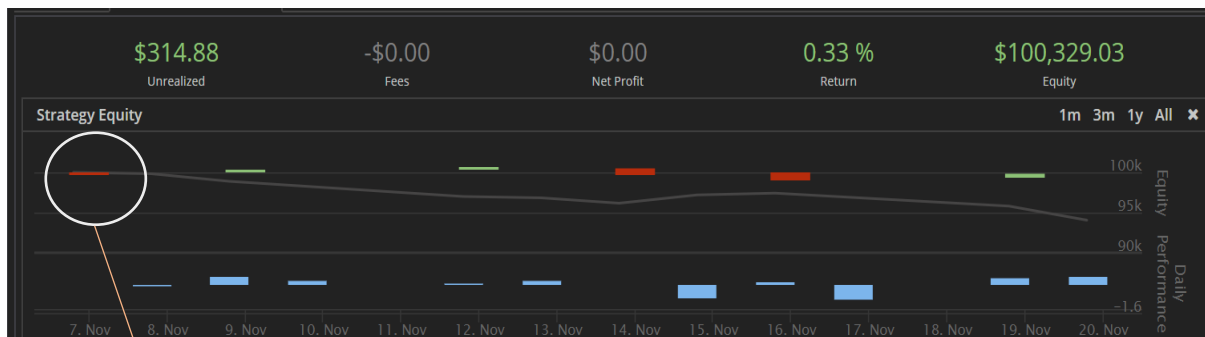 $314.88 -$0.00 $0.00 0.33 % $100,329.03
Unrealized Fees Net Profit Return Equity
Strategy Equity 1m 3m 1y All ✖
100k
95k
90k
Equity
-1.6
Daily
Performance
7. Nov 8. Nov 9. Nov 10. Nov 11. Nov 12. Nov 13. Nov 14. Nov 15. Nov 16. Nov 17. Nov 18. Nov 19. Nov 20. Nov